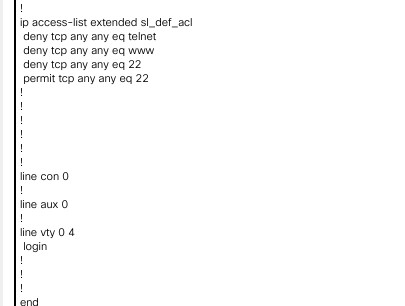 !
ip access-list extended sl_def_acl
 deny tcp any any eq telnet
 deny tcp any any eq www
 deny tcp any any eq 22
 permit tcp any any eq 22
!
!
!
!
!
!
line con 0
!
line aux 0
!
line vty 0 4
 login
!
!
!
end